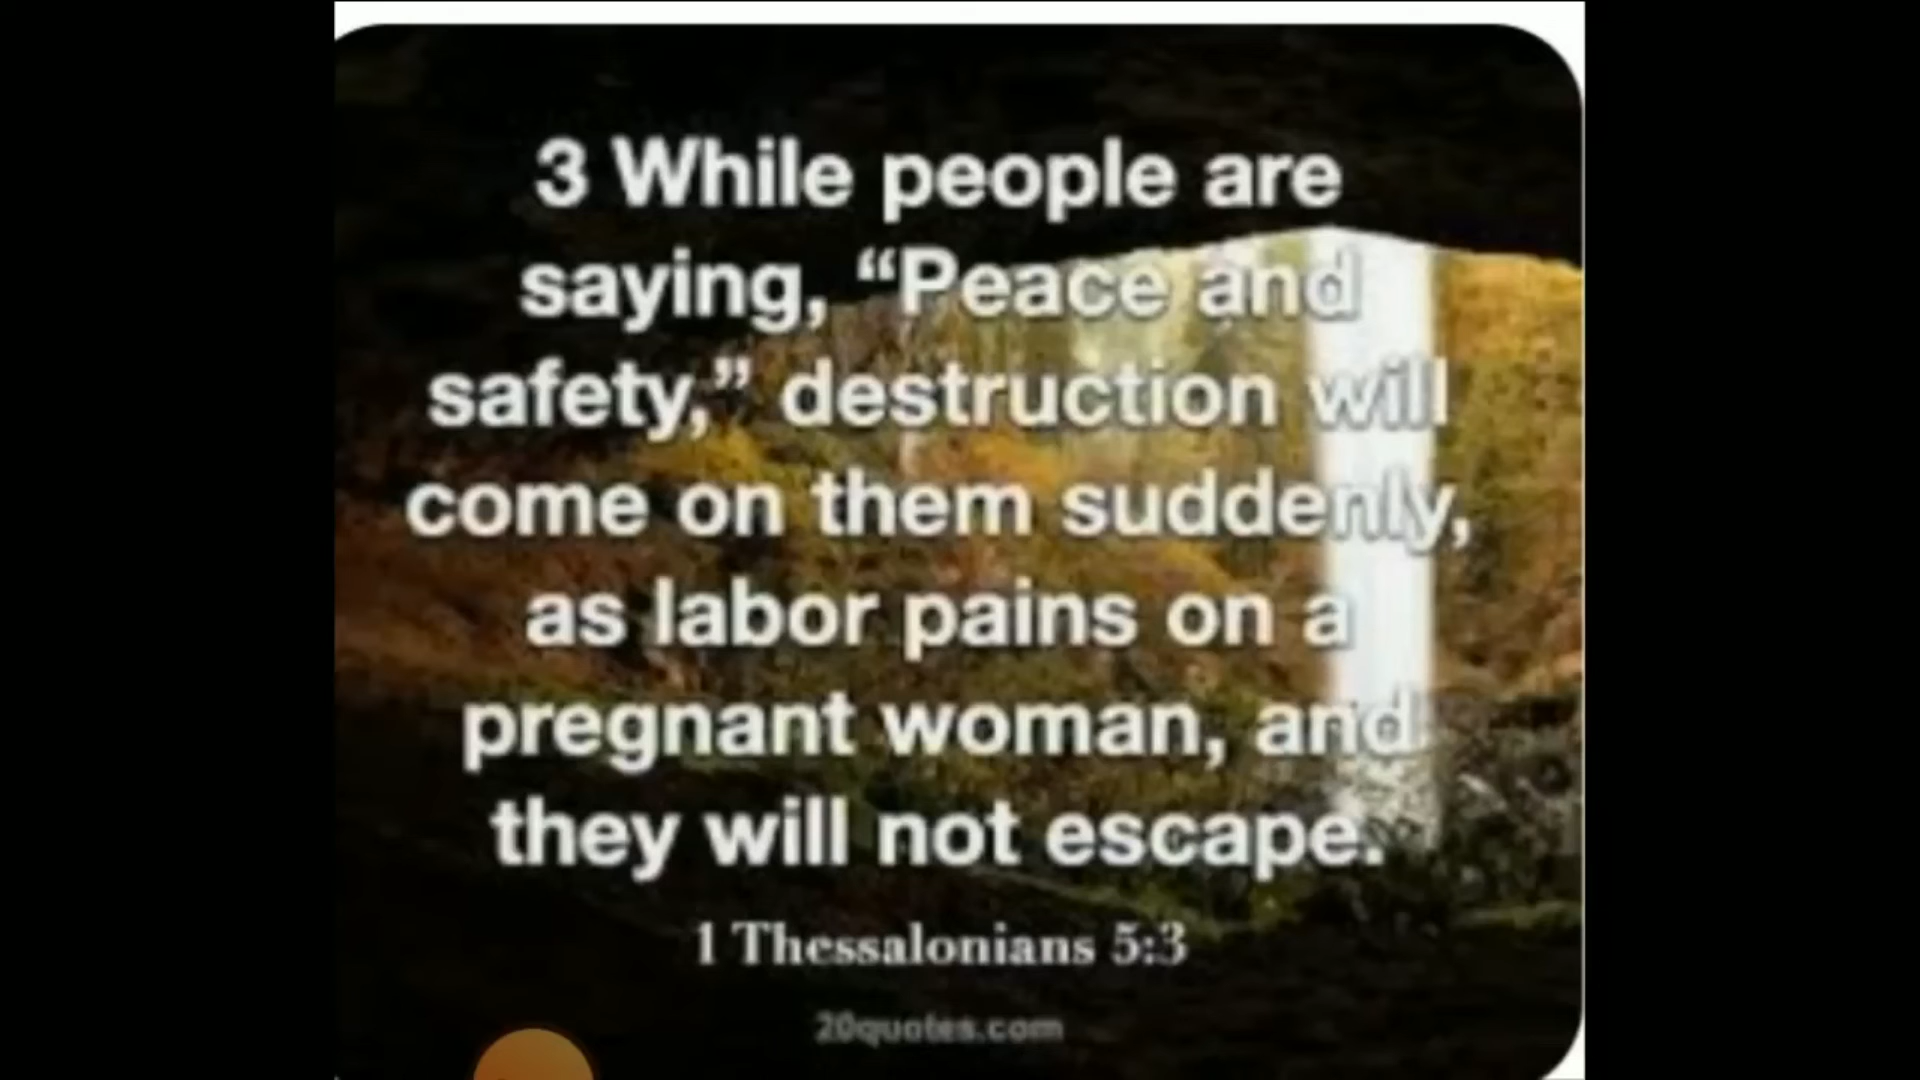 3 While people are
saying, “Peace and
safety,” destruction will
come on them suddenly,
as labor pains on a
pregnant woman, and
they will not escape.
1 Thessalonians 5:3
20quotes.com